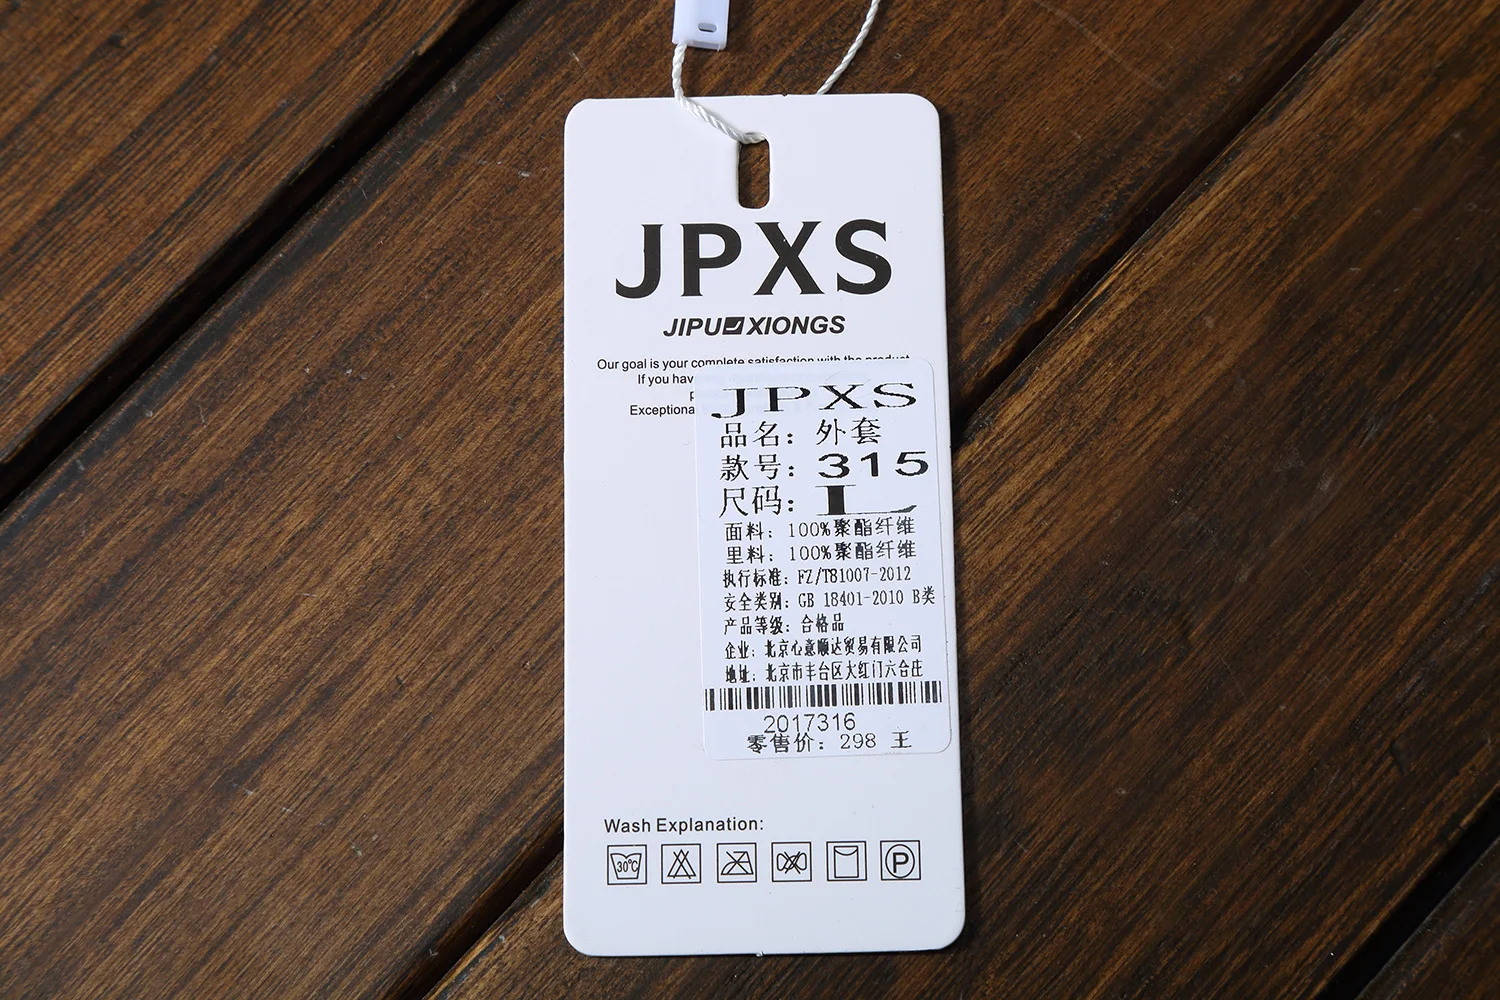 JPXS
JIPU XIONGS
Our goal is your complete satisfaction with the product
If you hav
Exceptiona
JPXS
品名：外套
款号：315
尺码：L
面料：100%聚酯纤维
里料：100%聚酯纤维
执行标准：FZ/T81007-2012
安全类别：GB 18401-2010 B类
产品等级：合格品
企业：北京心意顺达贸易有限公司
地址：北京市丰台区大红门六合庄
2017316
零售价：298 王
Wash Explanation:
30℃
P